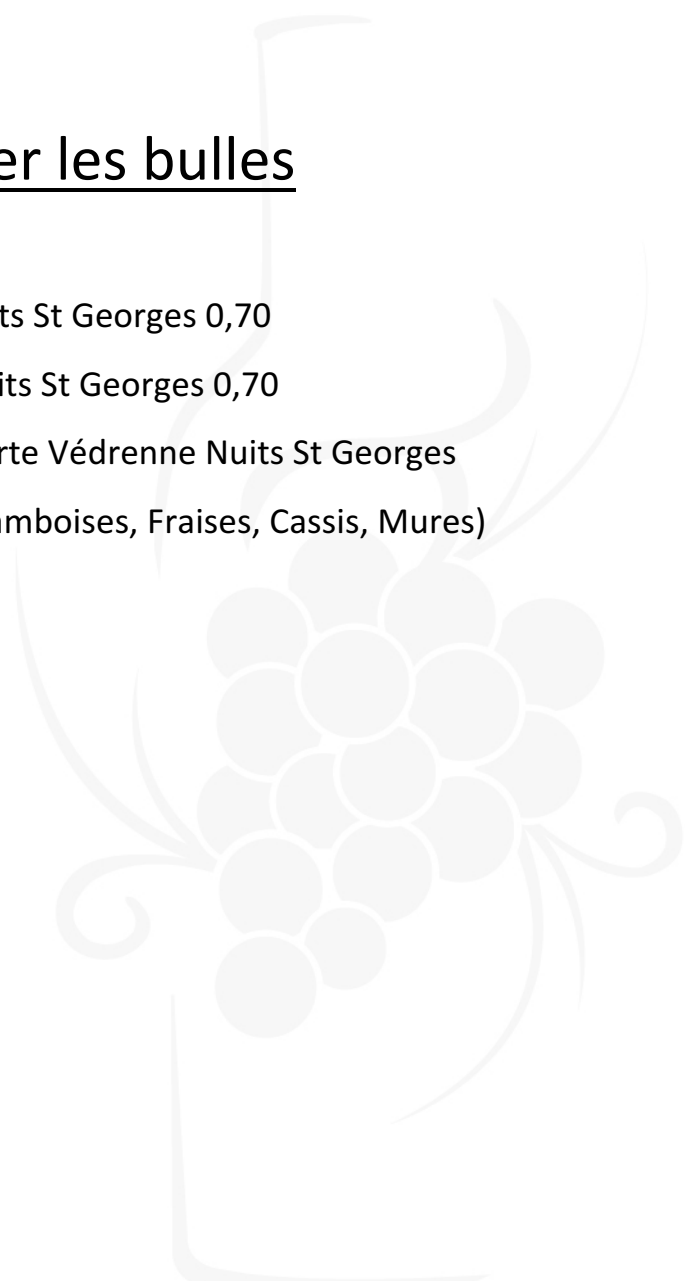 er les bulles
ts St Georges 0,70
its St Georges 0,70
rte Védrenne Nuits St Georges
amboises, Fraises, Cassis, Mures)